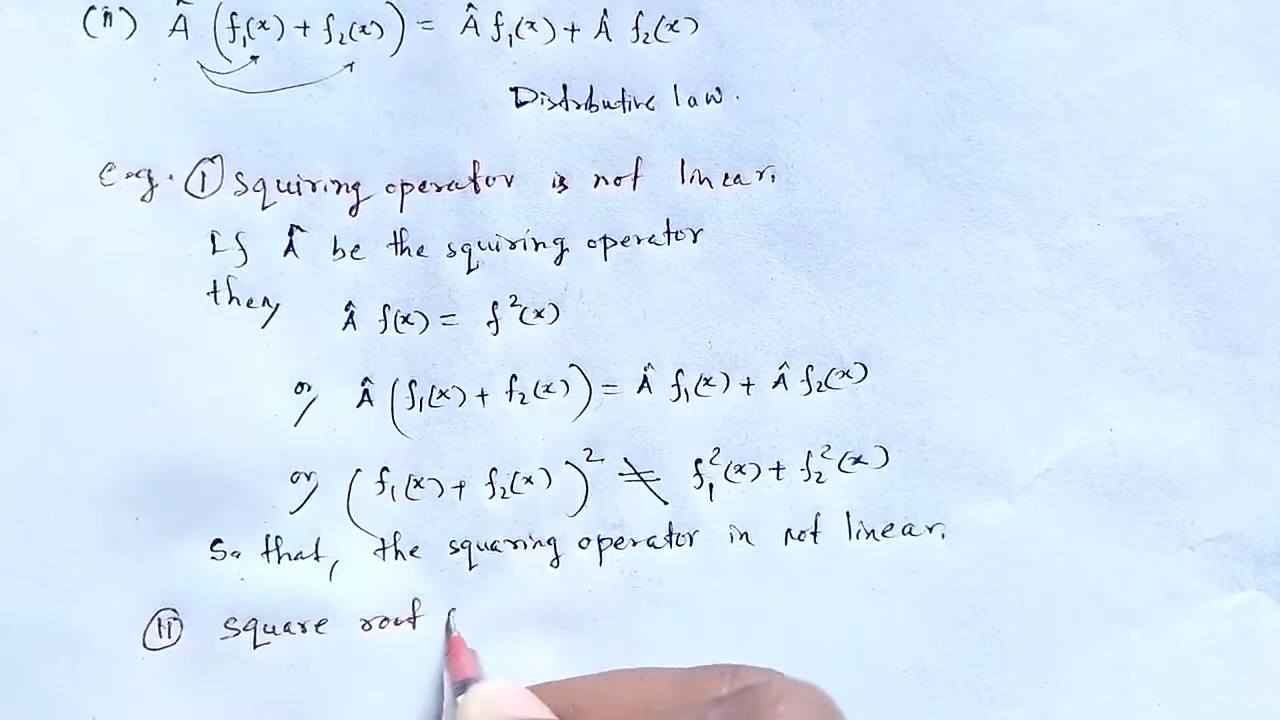 (ii) Â (f₁(x) + f₂(x)) = Â f₁(x) + Â f₂(x)
Distributive law.
e.g. ① Squiring operator is not linear.
If Â be the squiring operator
then Â f(x) = f²(x)
or, Â (f₁(x) + f₂(x)) = Â f₁(x) + Â f₂(x)
or, (f₁(x) + f₂(x))² ≠ f₁²(x) + f₂²(x)
So that, the squaring operator in not linear.
(II) square root